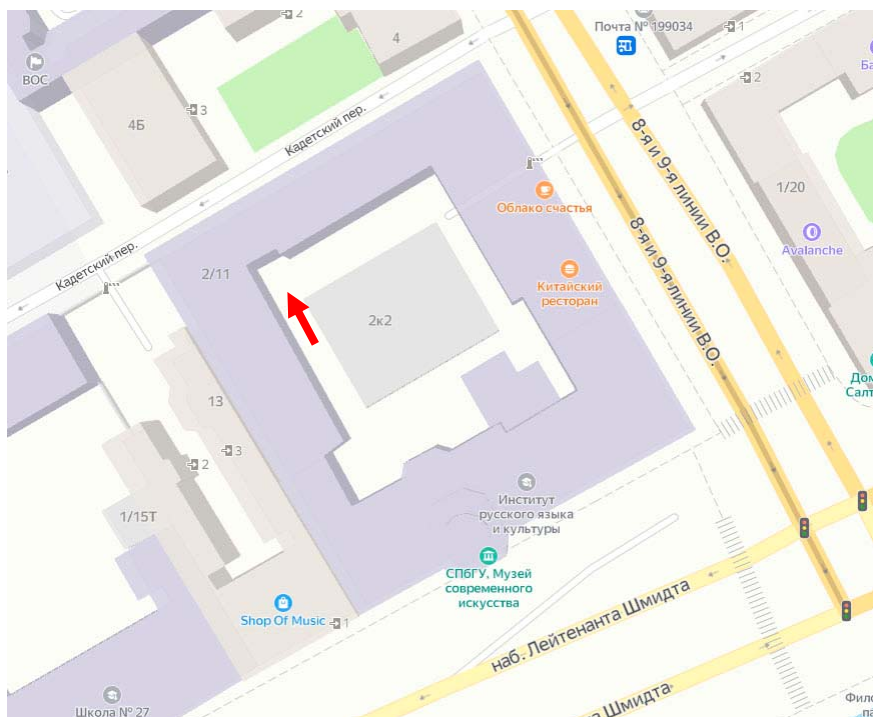 2
4
Почта № 199034
1
Ба
ВОС
4Б
3
2
Кадетский пер.
8-я и 9-я линии В.О.
1/20
Облако счастья
Avalanche
Кадетский пер.
2/11
8-я и 9-я линии В.О.
Китайский
ресторан
2к2
Дом
Салт
13
3
2
1/15Т
Институт
русского языка
и культуры
СПбГУ, Музей
современного
искусства
Shop Of Music
1
наб. Лейтенанта Шмидта
Школа № 27
а Шмидта
Фило
па